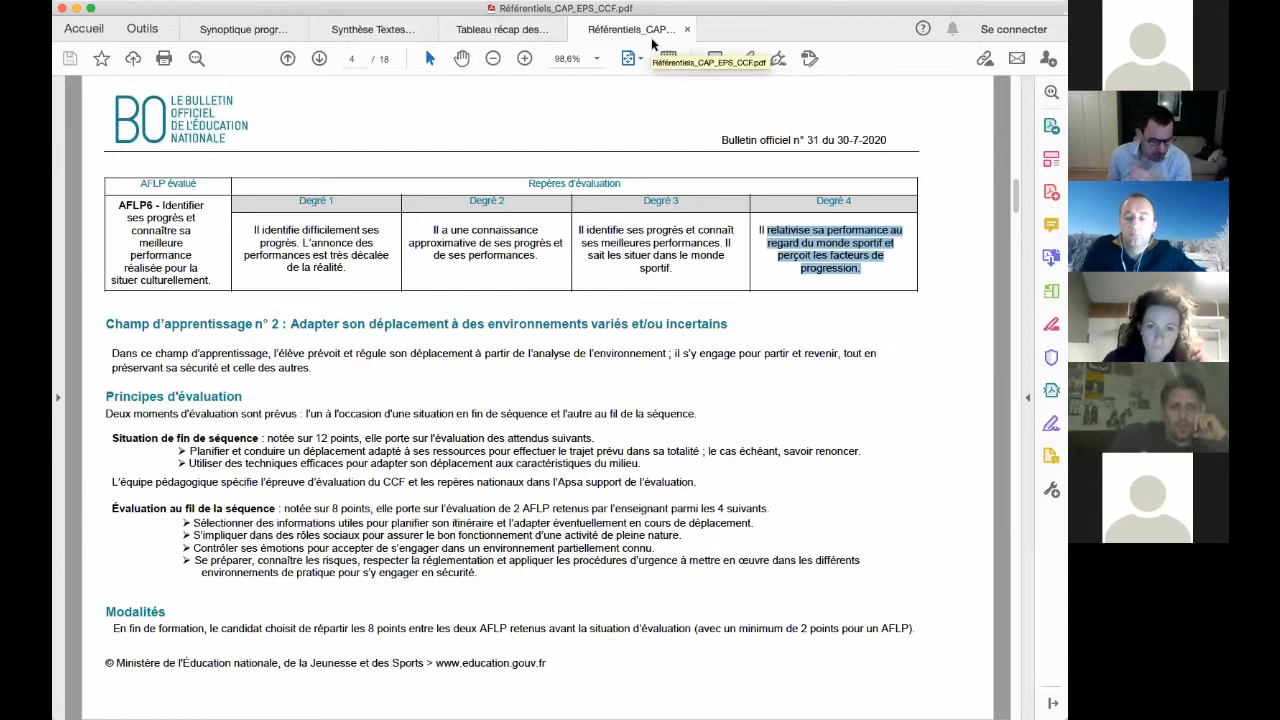 Référentiels_CAP_EPS_CCF.pdf
Accueil
Outils
Synoptique progr...
Synthèse Textes...
Tableau récap des...
Référentiels_CAP... ×
Se connecter
4 / 18
98,6%
Référentiels_CAP_EPS_CCF.pdf
BO LE BULLETIN
OFFICIEL
DE L'ÉDUCATION
NATIONALE
Bulletin officiel n° 31 du 30-7-2020
AFLP évalué
Repères d'évaluation
Degré 1
Degré 2
Degré 3
Degré 4
AFLP6 - Identifier
ses progrès et
connaître sa
meilleure
performance
réalisée pour la
situer culturellement.
Il identifie difficilement ses
progrès. L'annonce des
performances est très décalée
de la réalité.
Il a une connaissance
approximative de ses progrès et
de ses performances.
Il identifie ses progrès et connaît
ses meilleures performances. Il
sait les situer dans le monde
sportif.
Il relativise sa performance au
regard du monde sportif et
perçoit les facteurs de
progression.
Champ d'apprentissage n° 2 : Adapter son déplacement à des environnements variés et/ou incertains
Dans ce champ d'apprentissage, l'élève prévoit et régule son déplacement à partir de l'analyse de l'environnement ; il s'y engage pour partir et revenir, tout en
préservant sa sécurité et celle des autres.
Principes d'évaluation
Deux moments d'évaluation sont prévus : l'un à l'occasion d'une situation en fin de séquence et l'autre au fil de la séquence.
Situation de fin de séquence : notée sur 12 points, elle porte sur l'évaluation des attendus suivants.
➢ Planifier et conduire un déplacement adapté à ses ressources pour effectuer le trajet prévu dans sa totalité ; le cas échéant, savoir renoncer.
➢ Utiliser des techniques efficaces pour adapter son déplacement aux caractéristiques du milieu.
L'équipe pédagogique spécifie l'épreuve d'évaluation du CCF et les repères nationaux dans l'Apsa support de l'évaluation.
Évaluation au fil de la séquence : notée sur 8 points, elle porte sur l'évaluation de 2 AFLP retenus par l'enseignant parmi les 4 suivants.
➢ Sélectionner des informations utiles pour planifier son itinéraire et l'adapter éventuellement en cours de déplacement.
➢ S'impliquer dans des rôles sociaux pour assurer le bon fonctionnement d'une activité de pleine nature.
➢ Contrôler ses émotions pour accepter de s'engager dans un environnement partiellement connu.
➢ Se préparer, connaître les risques, respecter la réglementation et appliquer les procédures d'urgence à mettre en œuvre dans les différents
environnements de pratique pour s'y engager en sécurité.
Modalités
En fin de formation, le candidat choisit de répartir les 8 points entre les deux AFLP retenus avant la situation d'évaluation (avec un minimum de 2 points pour un AFLP).
© Ministère de l'Éducation nationale, de la Jeunesse et des Sports > www.education.gouv.fr